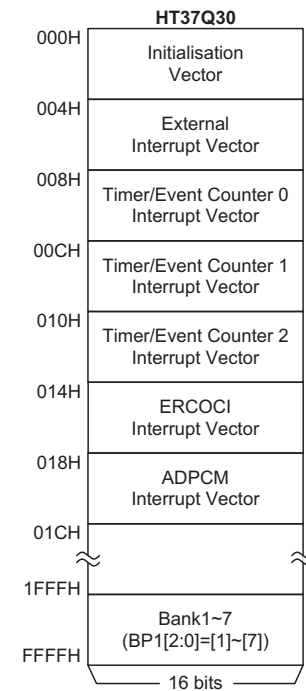 HT37Q30
000H
Initialisation
Vector
004H
External
Interrupt Vector
008H
Timer/Event Counter 0
Interrupt Vector
00CH
Timer/Event Counter 1
Interrupt Vector
010H
Timer/Event Counter 2
Interrupt Vector
014H
ERCOCI
Interrupt Vector
018H
ADPCM
Interrupt Vector
01CH
1FFFH
Bank1~7
(BP1[2:0]=[1]~[7])
FFFFH
16 bits